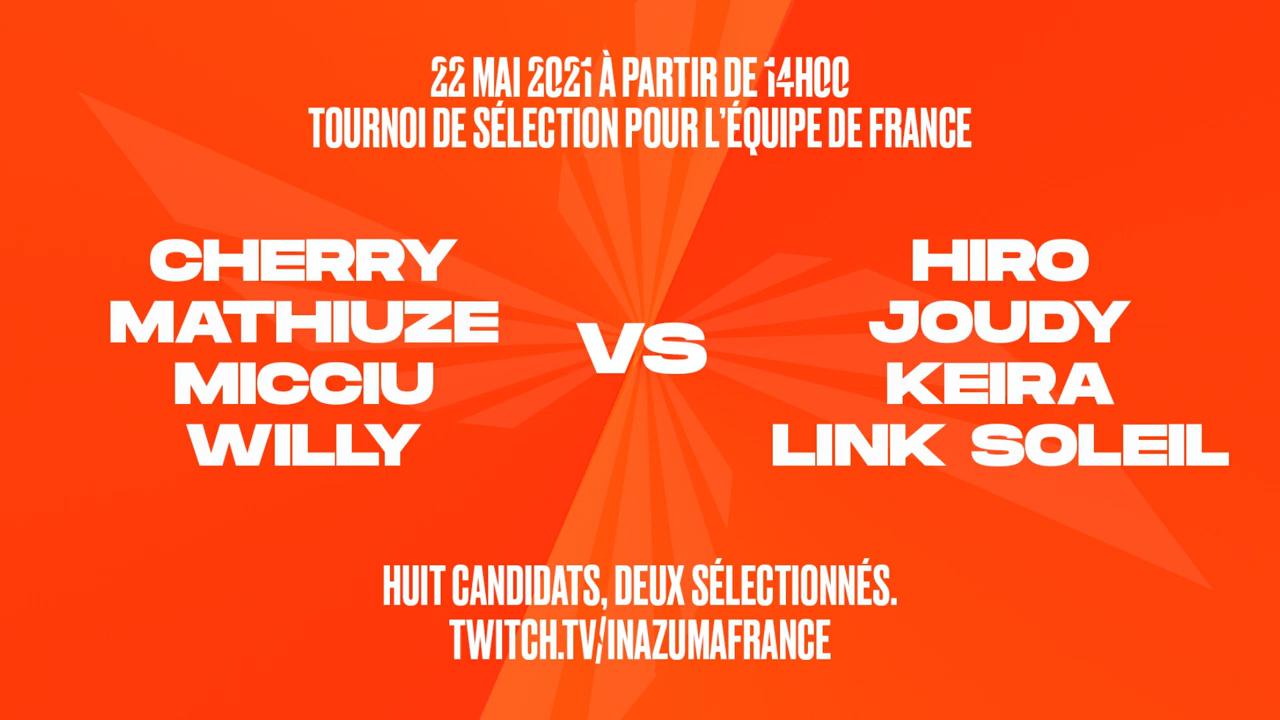 22 MAI 2021 À PARTIR DE 14H00
TOURNOI DE SÉLECTION POUR L'ÉQUIPE DE FRANCE
CHERRY
MATHIUZE
MICCIU
WILLY
VS
HIRO
JOUDY
KEIRA
LINK SOLEIL
HUIT CANDIDATS, DEUX SÉLECTIONNÉS.
TWITCH.TV/INAZUMAFRANCE